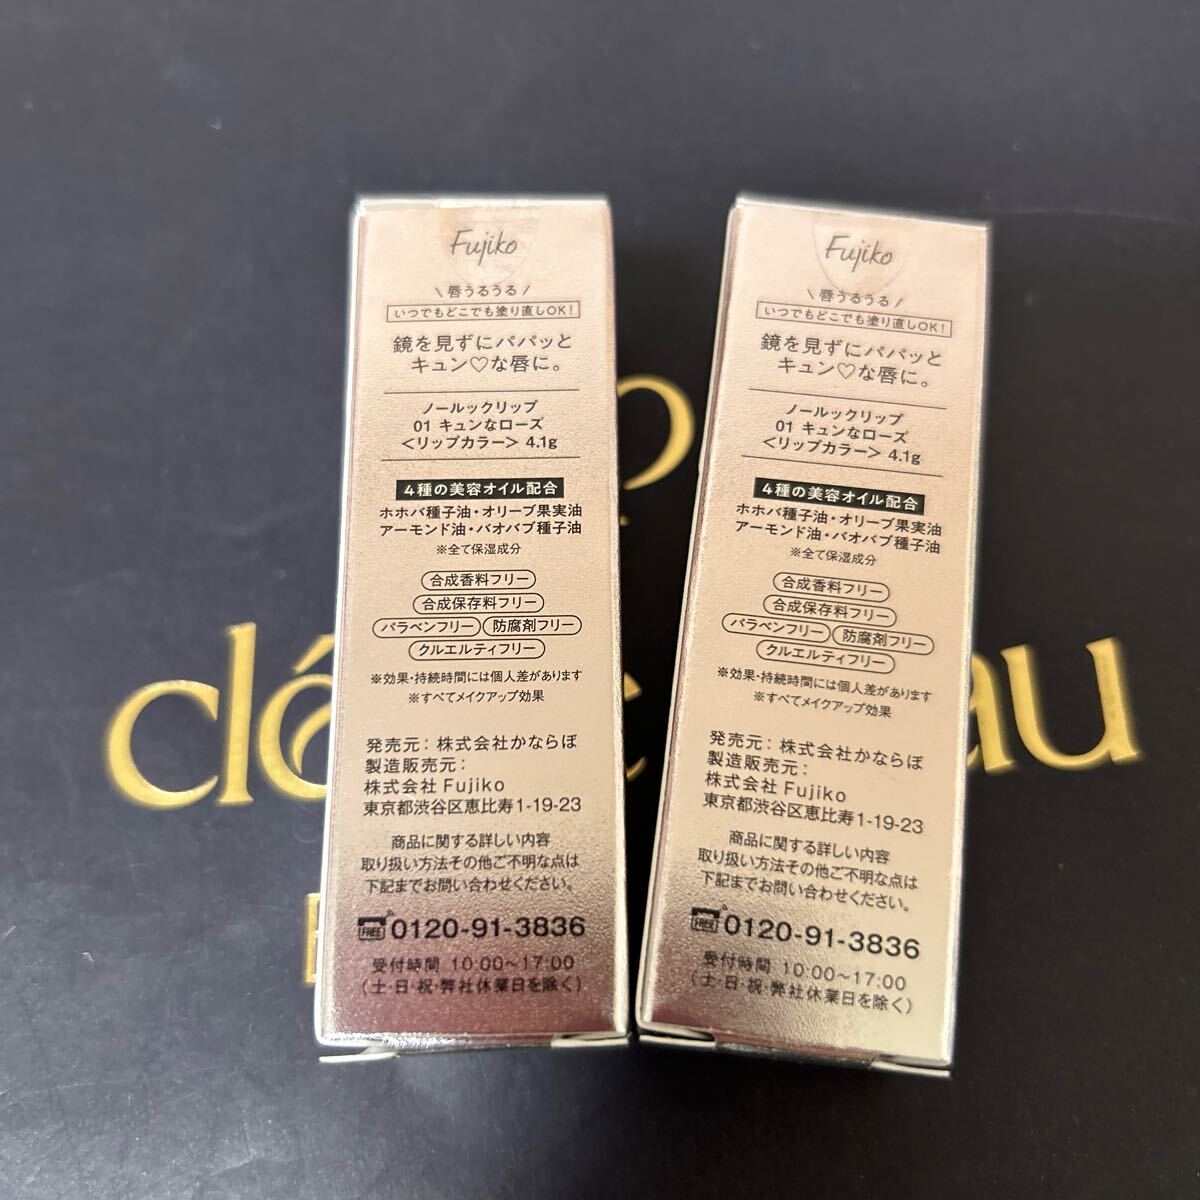 Fujiko
\ 唇うるうる /
いつでもどこでも塗り直しOK!
鏡を見ずにパパッと
キュン♡な唇に。
ノールックリップ
01 キュンなローズ
<リップカラー> 4.1g
4種の美容オイル配合
ホホバ種子油・オリーブ果実油
アーモンド油・バオバブ種子油
※全て保湿成分
合成香料フリー
合成保存料フリー
パラベンフリー 防腐剤フリー
クルエルティフリー
※効果・持続時間には個人差があります
※すべてメイクアップ効果
発売元：株式会社かならぼ
製造販売元：
株式会社Fujiko
東京都渋谷区恵比寿1-19-23
商品に関する詳しい内容
取り扱い方法その他ご不明な点は
下記までお問い合わせください。
FREE 0120-91-3836
受付時間 10:00〜17:00
(土・日・祝・弊社休業日を除く)
Fujiko
\ 唇うるうる /
いつでもどこでも塗り直しOK!
鏡を見ずにパパッと
キュン♡な唇に。
ノールックリップ
01 キュンなローズ
<リップカラー> 4.1g
4種の美容オイル配合
ホホバ種子油・オリーブ果実油
アーモンド油・バオバブ種子油
※全て保湿成分
合成香料フリー
合成保存料フリー
パラベンフリー 防腐剤フリー
クルエルティフリー
※効果・持続時間には個人差があります
※すべてメイクアップ効果
発売元：株式会社かならぼ
製造販売元：
株式会社Fujiko
東京都渋谷区恵比寿1-19-23
商品に関する詳しい内容
取り扱い方法その他ご不明な点は
下記までお問い合わせください。
FREE 0120-91-3836
受付時間 10:00〜17:00
(土・日・祝・弊社休業日を除く)